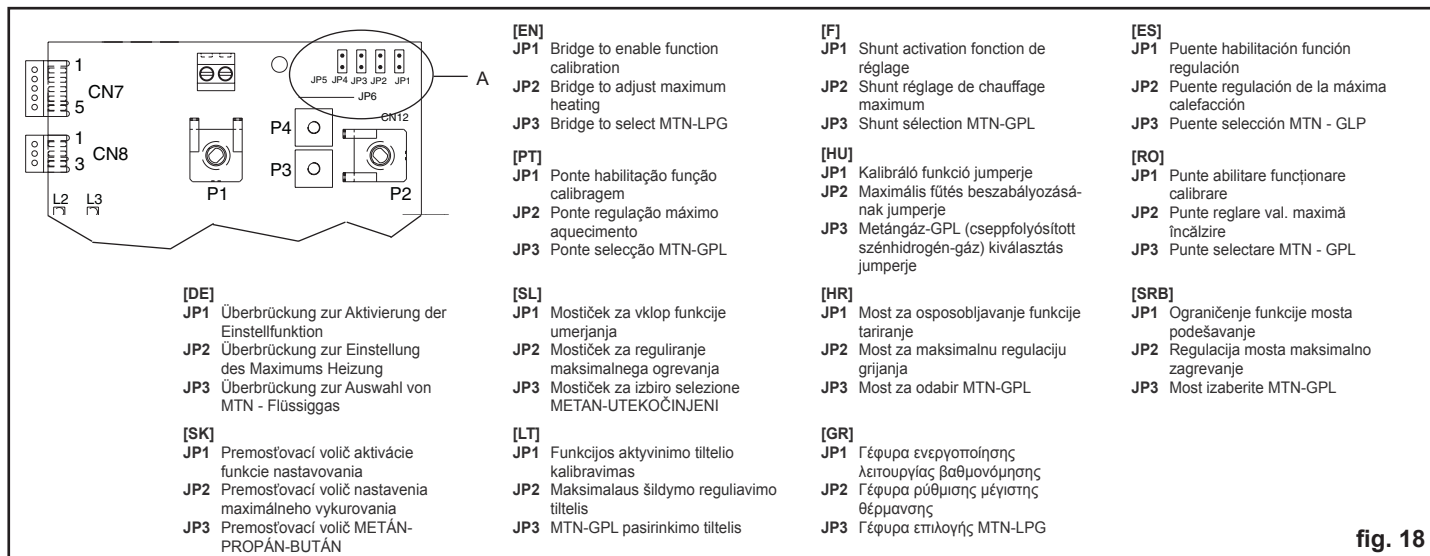 1
CN7
5
1
CN8
3
L2 L3
P1
P4
P3
P2
CN12
JP5 JP4 JP3 JP2 JP1
JP6
A
[EN]
JP1 Bridge to enable function
calibration
JP2 Bridge to adjust maximum
heating
JP3 Bridge to select MTN-LPG
[F]
JP1 Shunt activation fonction de
réglage
JP2 Shunt réglage de chauffage
maximum
JP3 Shunt sélection MTN-GPL
[ES]
JP1 Puente habilitación función
regulación
JP2 Puente regulación de la máxima
calefacción
JP3 Puente selección MTN - GLP
[PT]
JP1 Ponte habilitação função
calibragem
JP2 Ponte regulação máximo
aquecimento
JP3 Ponte selecção MTN-GPL
[HU]
JP1 Kalibráló funkció jumperje
JP2 Maximális fűtés beszabályozásá-
nak jumperje
JP3 Metángáz-GPL (cseppfolyósított
szénhidrogén-gáz) kiválasztás
jumperje
[RO]
JP1 Punte abilitare funcționare
calibrare
JP2 Punte reglare val. maximă
încălzire
JP3 Punte selectare MTN - GPL
[DE]
JP1 Überbrückung zur Aktivierung der
Einstellfunktion
JP2 Überbrückung zur Einstellung
des Maximums Heizung
JP3 Überbrückung zur Auswahl von
MTN - Flüssiggas
[SL]
JP1 Mostiček za vklop funkcije
umerjanja
JP2 Mostiček za reguliranje
maksimalnega ogrevanja
JP3 Mostiček za izbiro selezione
METAN-UTEKOČINJENI
[HR]
JP1 Most za osposobljavanje funkcije
tariranje
JP2 Most za maksimalnu regulaciju
grijanja
JP3 Most za odabir MTN-GPL
[SRB]
JP1 Ograničenje funkcije mosta
podešavanje
JP2 Regulacija mosta maksimalno
zagrevanje
JP3 Most izaberite MTN-GPL
[SK]
JP1 Premosťovací volič aktivácie
funkcie nastavovania
JP2 Premosťovací volič nastavenia
maximálneho vykurovania
JP3 Premosťovací volič METÁN-
PROPÁN-BUTÁN
[LT]
JP1 Funkcijos aktyvinimo tiltelio
kalibravimas
JP2 Maksimalaus šildymo reguliavimo
tiltelis
JP3 MTN-GPL pasirinkimo tiltelis
[GR]
JP1 Γέφυρα ενεργοποίησης
λειτουργίας βαθμονόμησης
JP2 Γέφυρα ρύθμισης μέγιστης
θέρμανσης
JP3 Γέφυρα επιλογής MTN-LPG
fig. 18